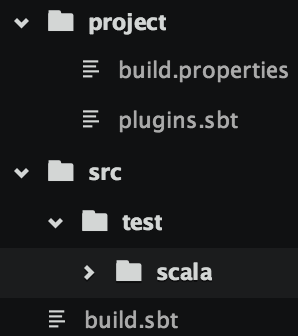 project
build.properties
plugins.sbt
src
test
scala
build.sbt